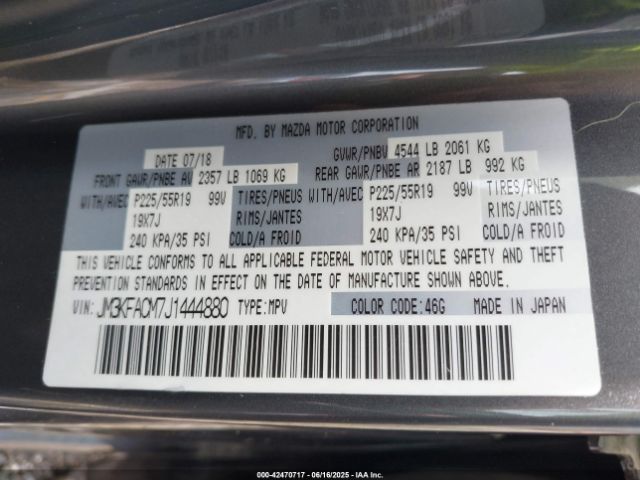 MFD. BY MAZDA MOTOR CORPORATION
DATE 07/18 GVWR/PNBV 4544 LB 2061 KG
FRONT GAWR/PNBE AV 2357 LB 1069 KG REAR GAWR/PNBE AR 2187 LB 992 KG
WITH/AVEC P225/55R19 99V TIRES/PNEUS WITH/AVEC P225/55R19 99V TIRES/PNEUS
19X7J RIMS/JANTES 19X7J RIMS/JANTES
240 KPA/35 PSI COLD/A FROID 240 KPA/35 PSI COLD/A FROID
THIS VEHICLE CONFORMS TO ALL APPLICABLE FEDERAL MOTOR VEHICLE SAFETY AND THEFT
PREVENTION STANDARDS IN EFFECT ON THE DATE OF MANUFACTURE SHOWN ABOVE.
VIN: JM3KFACM7J1444880 TYPE: MPV COLOR CODE: 46G MADE IN JAPAN
000-42470717 - 06/16/2025 - IAA Inc.